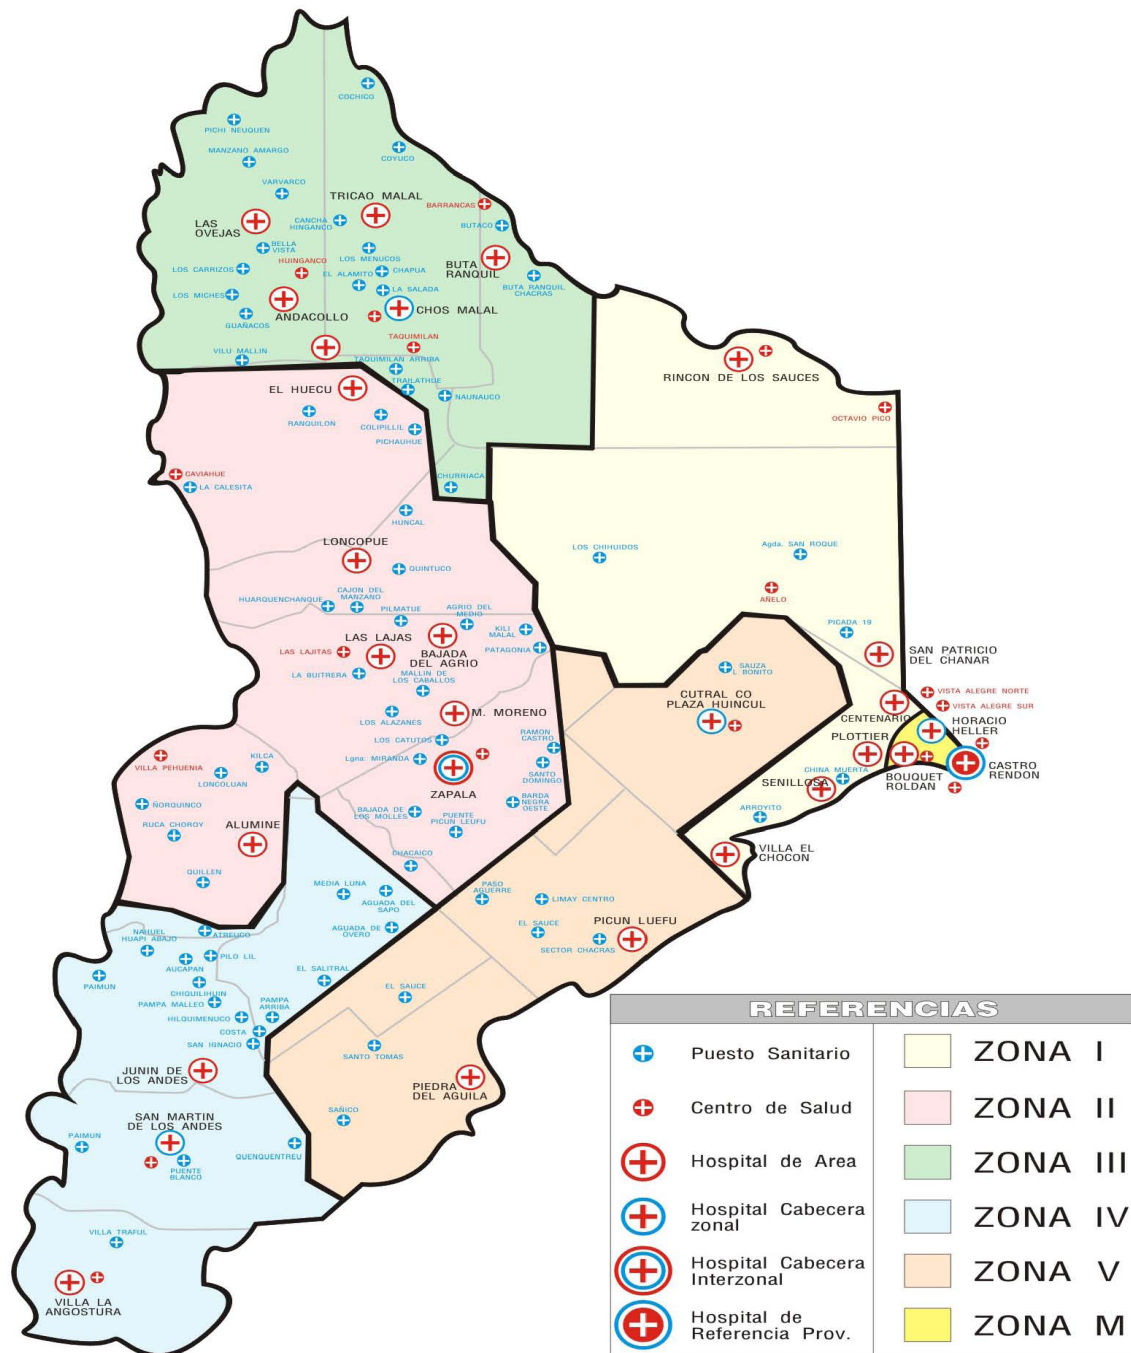 COCHICO
PICHI NEUQUEN
MANZANO AMARGO
COYUCO
VARVARCO
TRICAO MALAL
BARRANCAS
LAS
OVEJAS
CANCHA
HINGANCO
BUTACO
BELLA
VISTA
LOS MENUCOS
BUTA
RANQUIL
HUINGANCO
LOS CARRIZOS
CHAPUA
EL ALAMITO
BUTA RANQUIL
CHACRAS
LA SALADA
LOS MICHES
ANDACOLLO
CHOS MALAL
GUAÑACOS
TAQUIMILAN
VILU MALLIN
TAQUIMILAN ARRIBA
RINCON DE LOS SAUCES
TRAILATHUE
EL HUECU
NAUNAUCO
RANQUILON
COLIPILLIL
OCTAVIO PICO
PICHAUHUE
CAVIAHUE
CHURRIACA
LA CALESITA
HUNCAL
LONCOPUE
LOS CHIHUIDOS
Agda. SAN ROQUE
QUINTUCO
CAJON DEL
MANZANO
HUARQUENCHANQUE
AÑELO
PILMATUE
AGRIO DEL
MEDIO
KILI
MALAL
PICADA 19
LAS LAJAS
BAJADA
DEL AGRIO
PATAGONIA
LAS LAJITAS
SAN PATRICIO
DEL CHANAR
LA BUITRERA
MALLIN DE
LOS CABALLOS
SAUZA
L. BONITO
CUTRAL CO
PLAZA HUINCUL
VISTA ALEGRE NORTE
VISTA ALEGRE SUR
LOS ALAZANES
M. MORENO
CENTENARIO
HORACIO
HELLER
LOS CATUTOS
RAMON
CASTRO
PLOTTIER
VILLA PEHUENIA
KILCA
Lgna: MIRANDA
SANTO
DOMINGO
CHINA MUERTA
BOUQUET
ROLDAN
CASTRO
RENDON
LONCOLUAN
ZAPALA
SENILLOSA
ÑORQUINCO
BAJADA DE
LOS MOLLES
BARDA
NEGRA
OESTE
PUENTE
PICUN LEUFU
ARROYITO
RUCA CHOROY
ALUMINE
VILLA EL
CHOCON
CHACAICO
QUILLEN
MEDIA LUNA
PASO
AGUERRE
LIMAY CENTRO
AGUADA DEL
SAPO
PICUN LUEFU
EL SAUCE
AGUADA DE
OVERO
SECTOR CHACRAS
NAHUEL
HUAPI ABAJO
ATREUCO
PILO LIL
AUCAPAN
PAIMUN
EL SALITRAL
CHIQUILIHUIN
EL SAUCE
PAMPA MALLEO
PAMPA
ARRIBA
HILQUIMENUCO
COSTA
SAN IGNACIO
SANTO TOMAS
JUNIN DE
LOS ANDES
PIEDRA
DEL AGUILA
SAÑICO
SAN MARTIN
DE LOS ANDES
PAIMUN
QUENQUENTREU
PUENTE
BLANCO
VILLA TRAFUL
VILLA LA
ANGOSTURA
REFERENCIAS
Puesto Sanitario
Centro de Salud
Hospital de Area
Hospital Cabecera
zonal
Hospital Cabecera
Interzonal
Hospital de
Referencia Prov.
ZONA I
ZONA II
ZONA III
ZONA IV
ZONA V
ZONA M